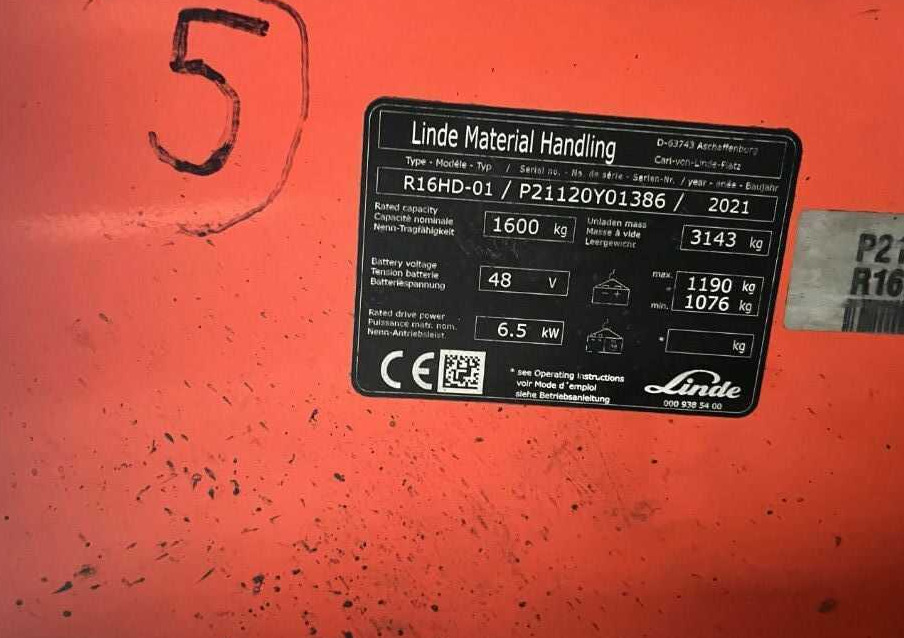 5
Linde Material Handling
D-63743 Aschaffenburg
Carl-von-Linde-Platz
Type - Modèle - Typ / Serial no. - No. de série - Serien-Nr. / year - année - Baujahr
R16HD-01 / P21120Y01386 / 2021
Rated capacity
Capacité nominale
Nenn-Tragfähigkeit
1600 kg
Unladen mass
Masse à vide
Leergewicht
3143 kg
Battery voltage
Tension batterie
Batteriespannung
48 V
max. 1190 kg
*
min. 1076 kg
Rated drive power
Puissance motr. nom.
Nenn-Antriebsleist.
6.5 kW
* kg
CE
* see Operating Instructions
voir Mode d'emploi
siehe Betriebsanleitung
Linde
000 938 54 00
P21
R16